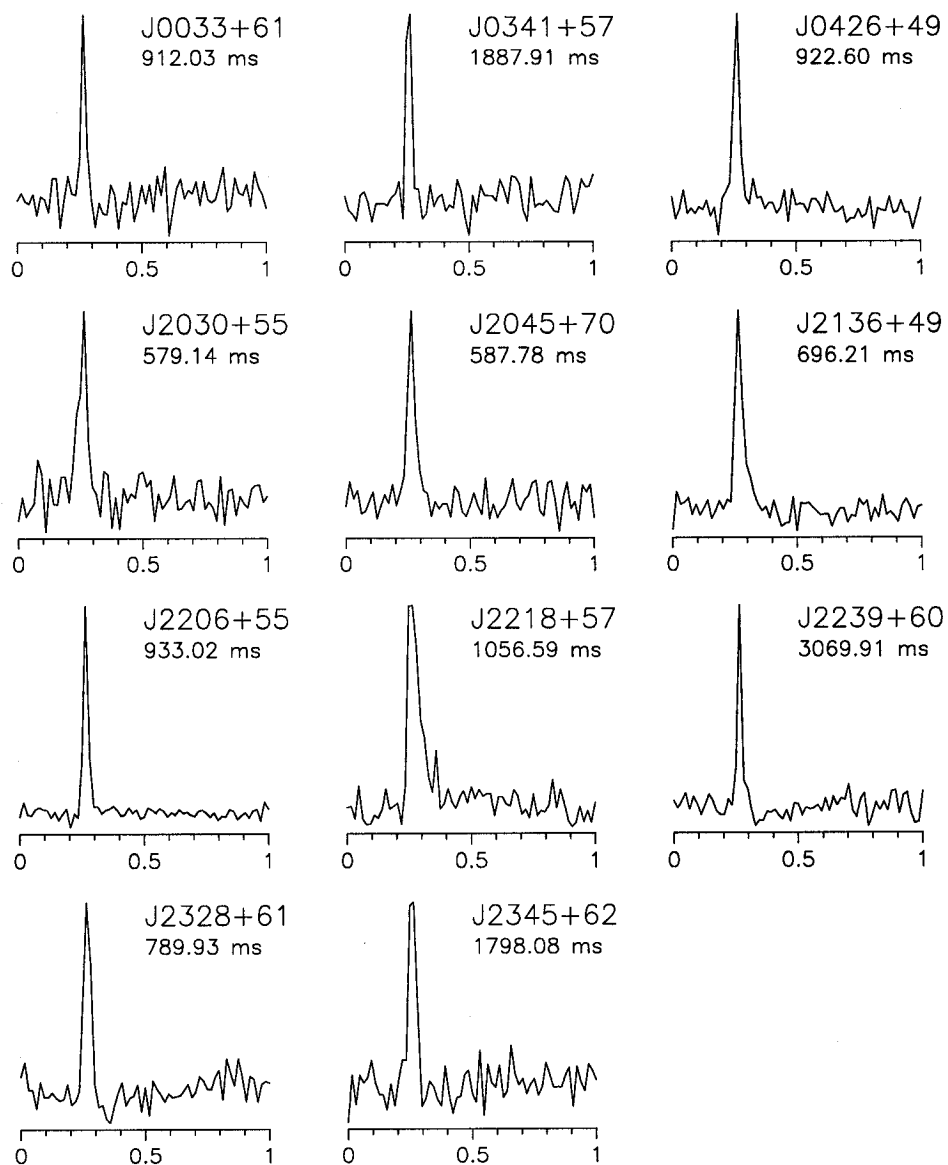 J0033+61
912.03 ms
0 0.5 1
J0341+57
1887.91 ms
0 0.5 1
J0426+49
922.60 ms
0 0.5 1
J2030+55
579.14 ms
0 0.5 1
J2045+70
587.78 ms
0 0.5 1
J2136+49
696.21 ms
0 0.5 1
J2206+55
933.02 ms
0 0.5 1
J2218+57
1056.59 ms
0 0.5 1
J2239+60
3069.91 ms
0 0.5 1
J2328+61
789.93 ms
0 0.5 1
J2345+62
1798.08 ms
0 0.5 1